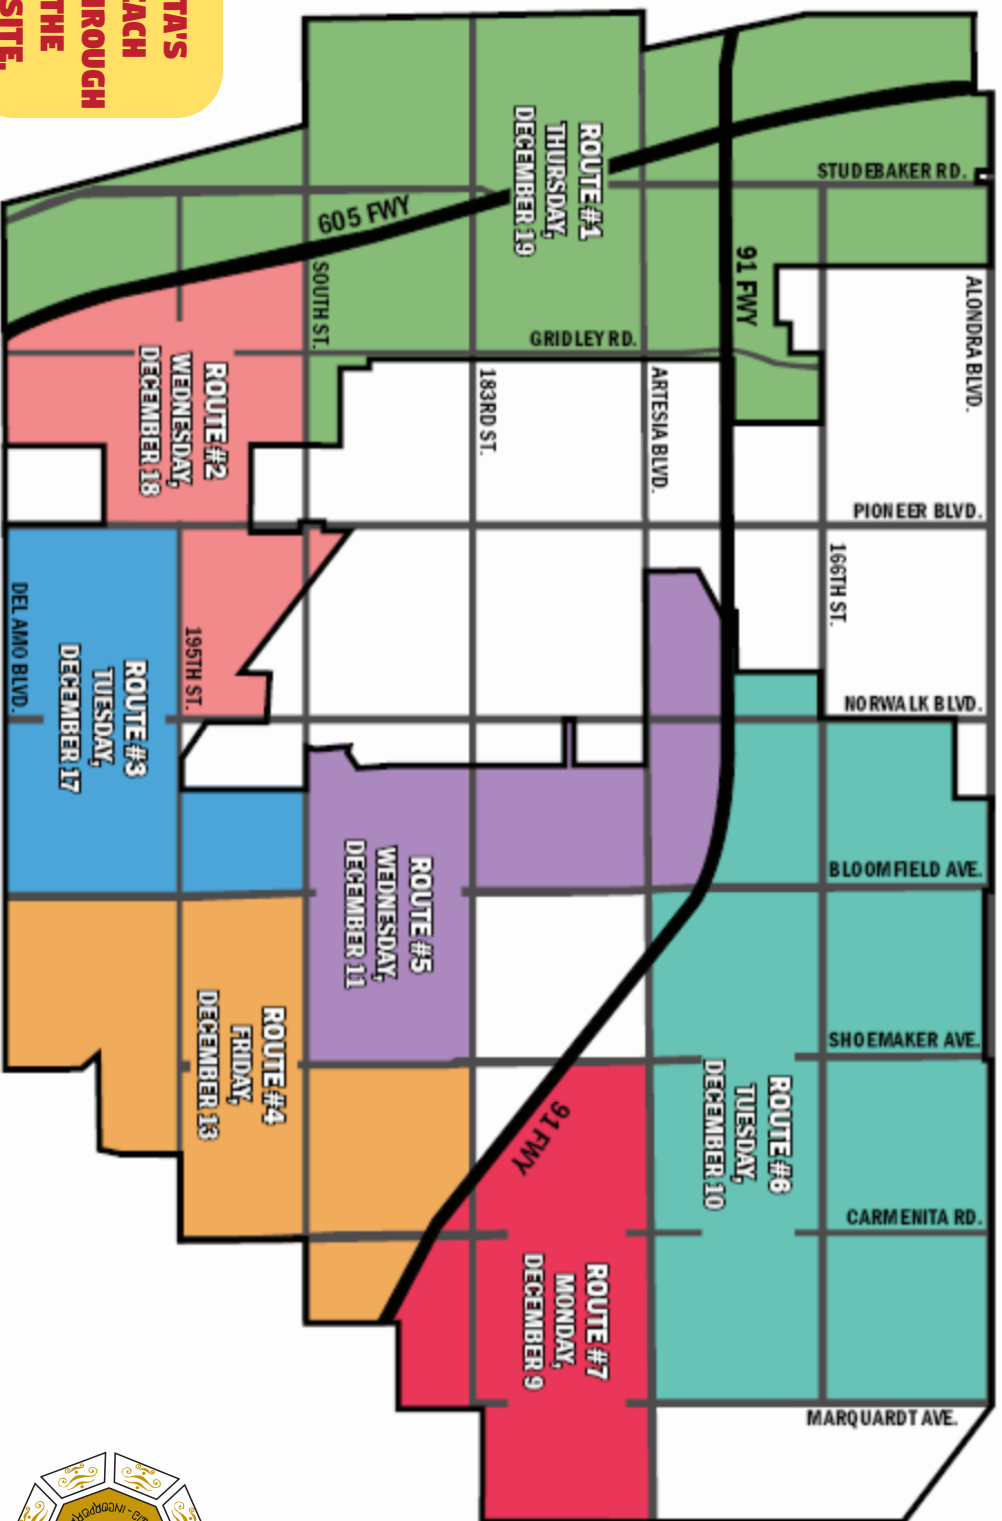 TA'S
EACH
HROUGH
THE
SITE.
ROUTE #1
THURSDAY,
DECEMBER 19
STUDEBAKER RD.
605 FWY
91 FWY
SOUTH ST.
GRIDLEY RD.
ALONDRA BLVD.
ROUTE #2
WEDNESDAY,
DECEMBER 18
183RD ST.
ARTESIA BLVD.
PIONEER BLVD.
166TH ST.
DEL AMO BLVD.
195TH ST.
ROUTE #3
TUESDAY,
DECEMBER 17
NORWALK BLVD.
BLOOMFIELD AVE.
ROUTE #5
WEDNESDAY,
DECEMBER 11
ROUTE #4
FRIDAY,
DECEMBER 13
SHOEMAKER AVE.
ROUTE #6
TUESDAY,
DECEMBER 10
91 FWY
CARMENITA RD.
ROUTE #7
MONDAY,
DECEMBER 9
MARQUARDT AVE.